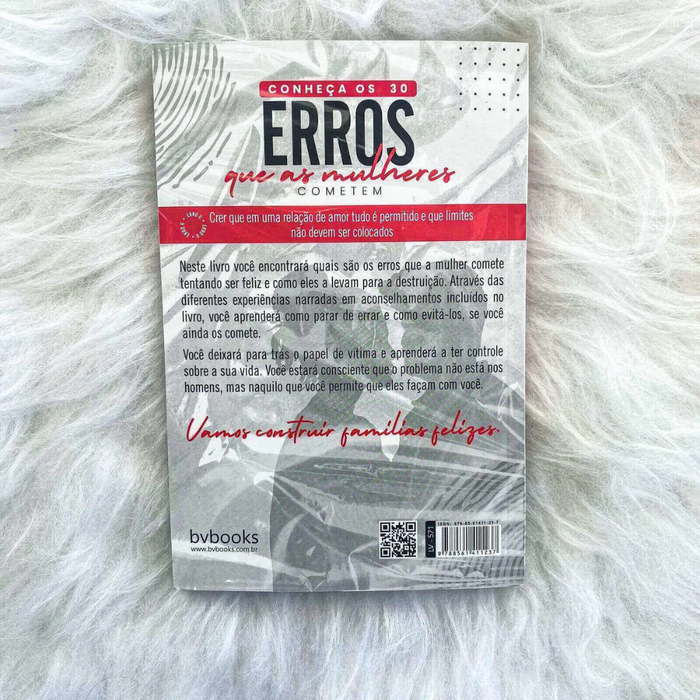 CONHEÇA OS 30
ERROS
que as mulheres
COMETEM
Crer que em uma relação de amor tudo é permitido e que limites
não devem ser colocados
Neste livro você encontrará quais são os erros que a mulher comete
tentando ser feliz e como eles a levam para a destruição. Através das
diferentes experiências narradas em aconselhamentos incluídos no
livro, você aprenderá como parar de errar e como evitá-los, se você
ainda os comete.
Você deixará para trás o papel de vítima e aprenderá a ter controle
sobre a sua vida. Você estará consciente que o problema não está nos
homens, mas naquilo que você permite que eles façam com você.
Vamos construir famílias felizes.
bvbooks
www.bvbooks.com.br
LV - 571
9 788561 411237